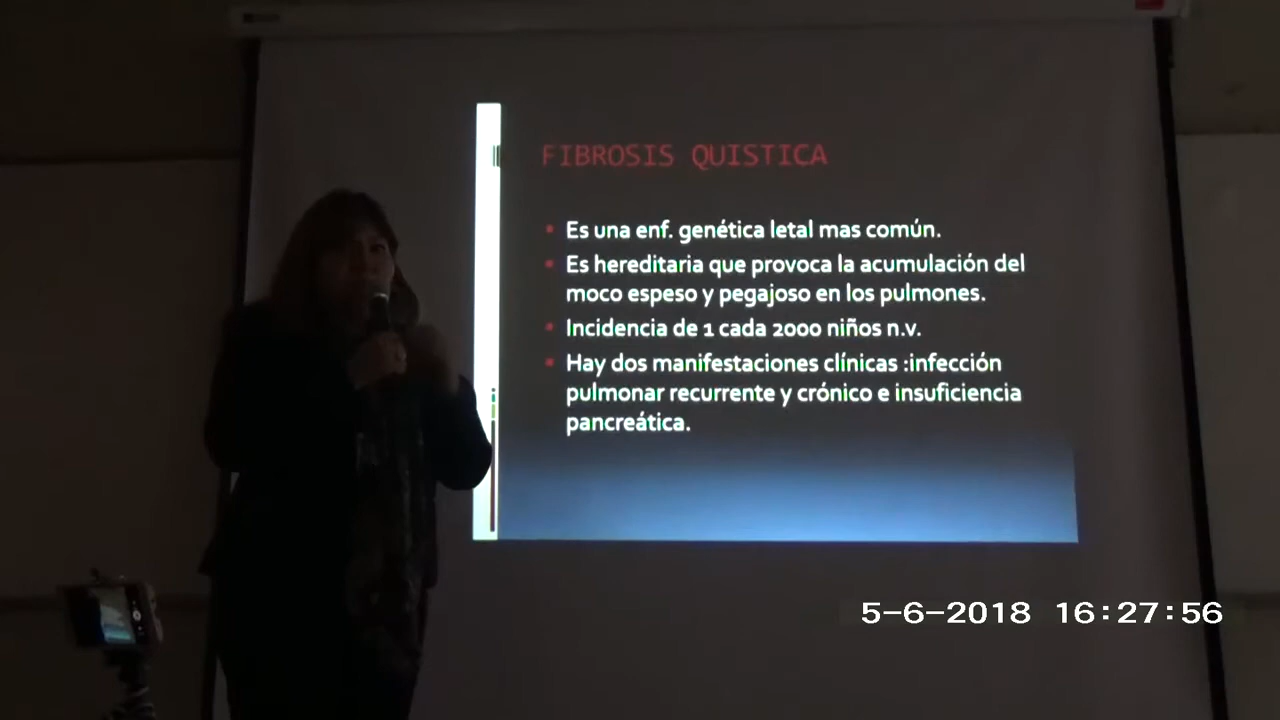 FIBROSIS QUISTICA
Es una enf. genética letal mas común.
Es hereditaria que provoca la acumulación del
moco espeso y pegajoso en los pulmones.
Incidencia de 1 cada 2000 niños n.v.
Hay dos manifestaciones clínicas :infección
pulmonar recurrente y crónico e insuficiencia
pancreática.
5-6-2018 16:27:56